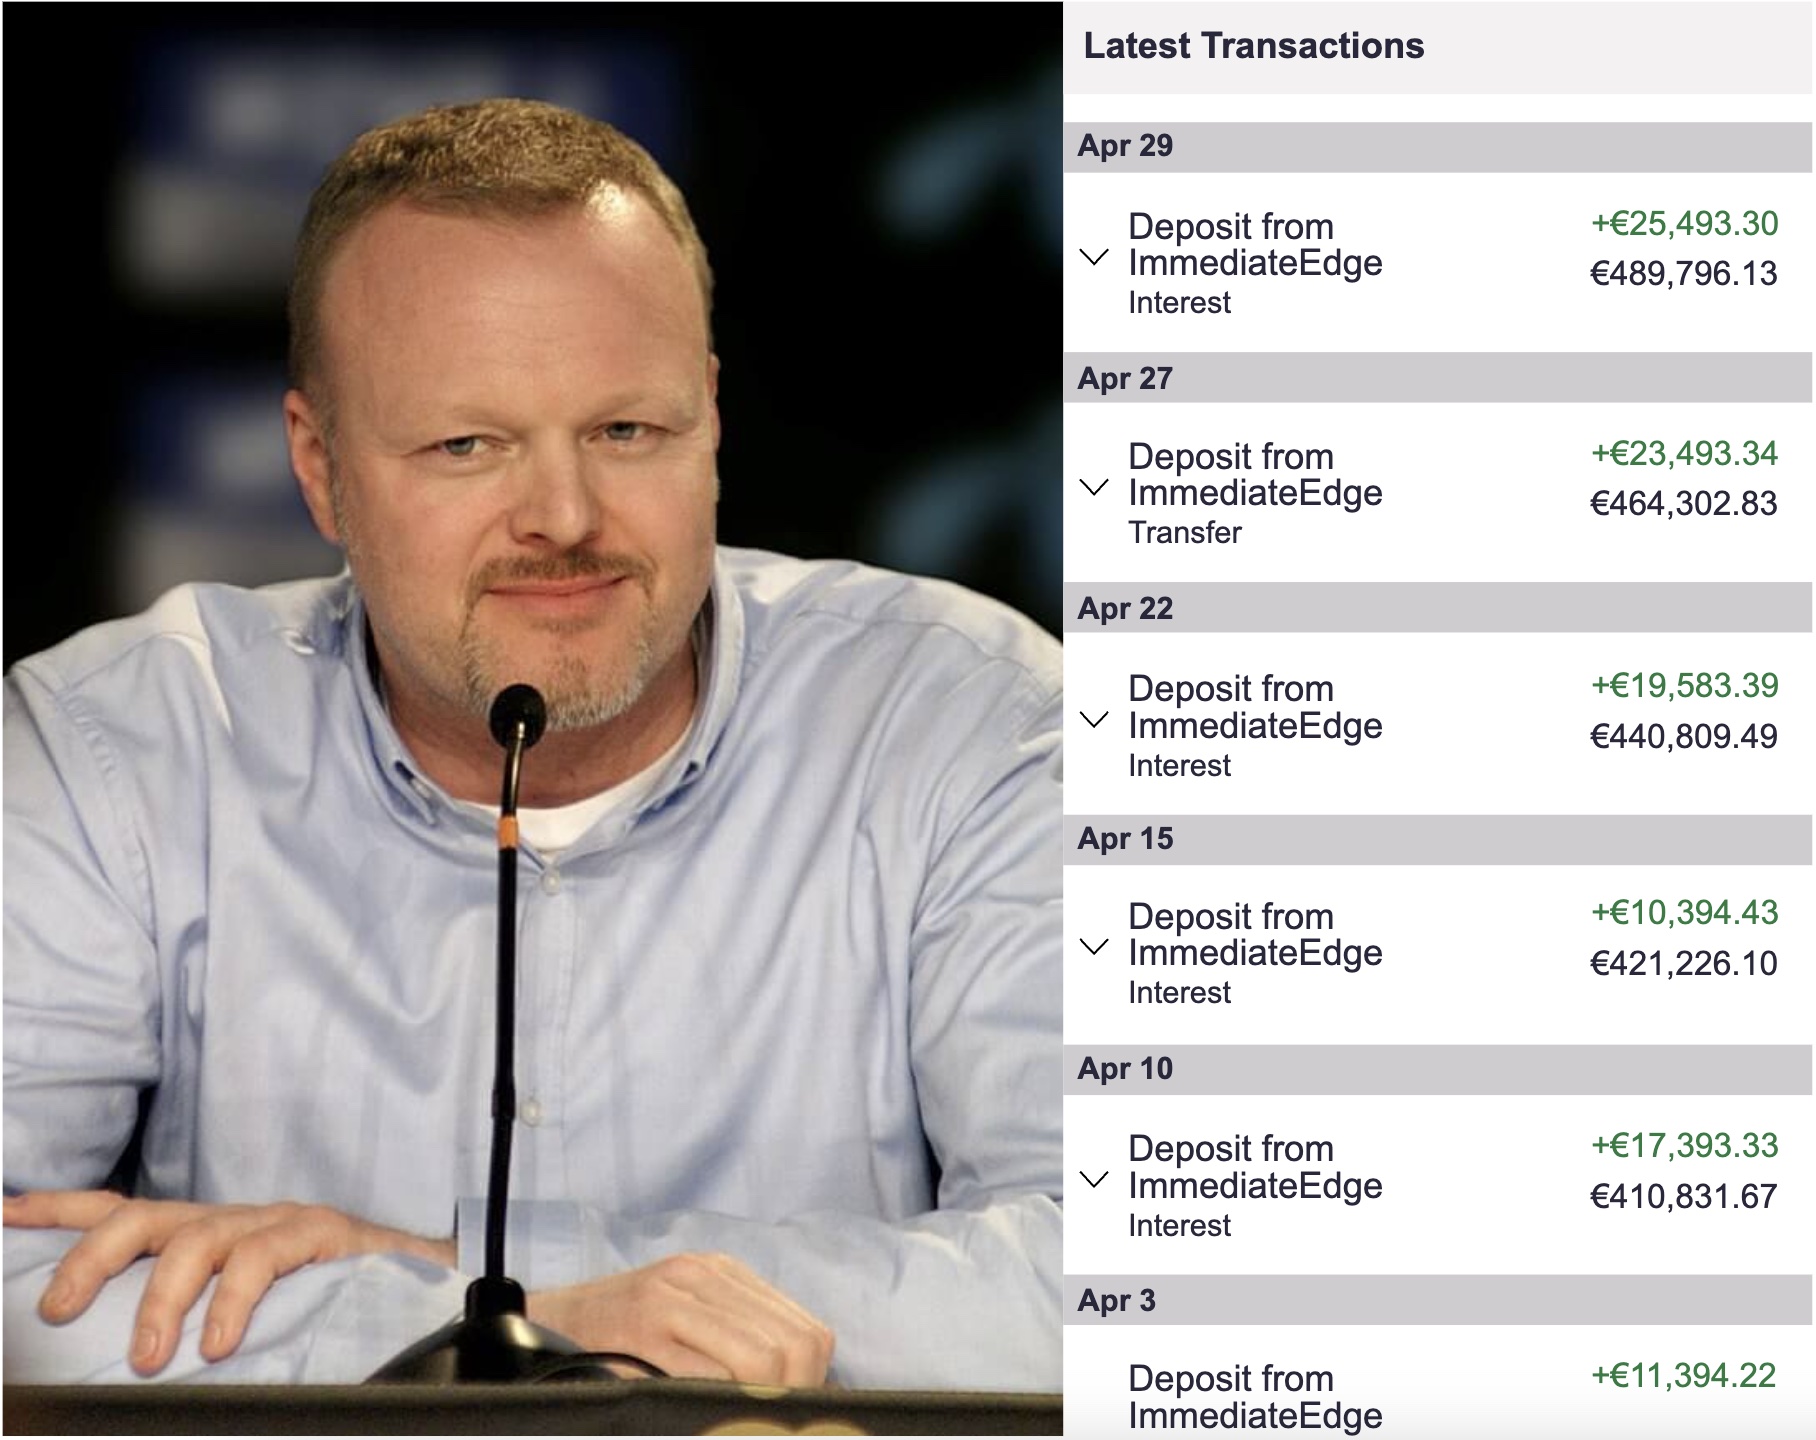 Latest Transactions
Apr 29
Deposit from
ImmediateEdge
Interest
+€25,493.30
€489,796.13
Apr 27
Deposit from
ImmediateEdge
Transfer
+€23,493.34
€464,302.83
Apr 22
Deposit from
ImmediateEdge
Interest
+€19,583.39
€440,809.49
Apr 15
Deposit from
ImmediateEdge
Interest
+€10,394.43
€421,226.10
Apr 10
Deposit from
ImmediateEdge
Interest
+€17,393.33
€410,831.67
Apr 3
Deposit from
ImmediateEdge
+€11,394.22